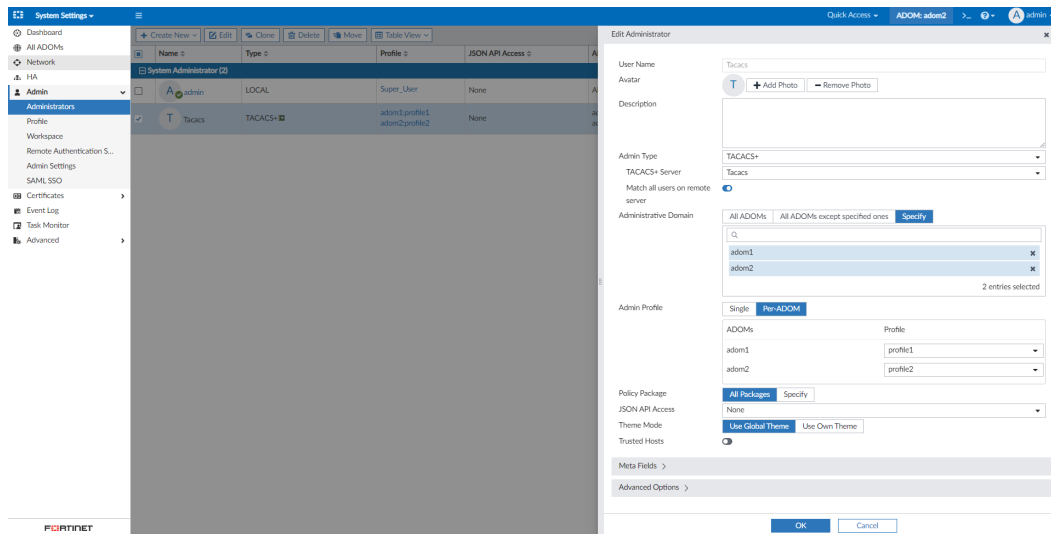 System Settings
Quick Access
ADOM: adom2
>_
?
A admin
Dashboard
All ADOMs
Network
HA
Admin
Administrators
Profile
Workspace
Remote Authentication S...
Admin Settings
SAML SSO
Certificates
Event Log
Task Monitor
Advanced
FORTINET
+ Create New Edit Clone Delete Move Table View
Name Type Profile JSON API Access
System Administrator (2)
A admin LOCAL Super_User None
T Tacacs TACACS+ adom1:profile1 None
adom2:profile2
Edit Administrator
User Name Tacacs
Avatar T + Add Photo − Remove Photo
Description
Admin Type TACACS+
TACACS+ Server Tacacs
Match all users on remote
server
Administrative Domain All ADOMs All ADOMs except specified ones Specify
adom1
adom2
2 entries selected
Admin Profile Single Per-ADOM
ADOMs Profile
adom1 profile1
adom2 profile2
Policy Package All Packages Specify
JSON API Access None
Theme Mode Use Global Theme Use Own Theme
Trusted Hosts
Meta Fields >
Advanced Options >
OK Cancel